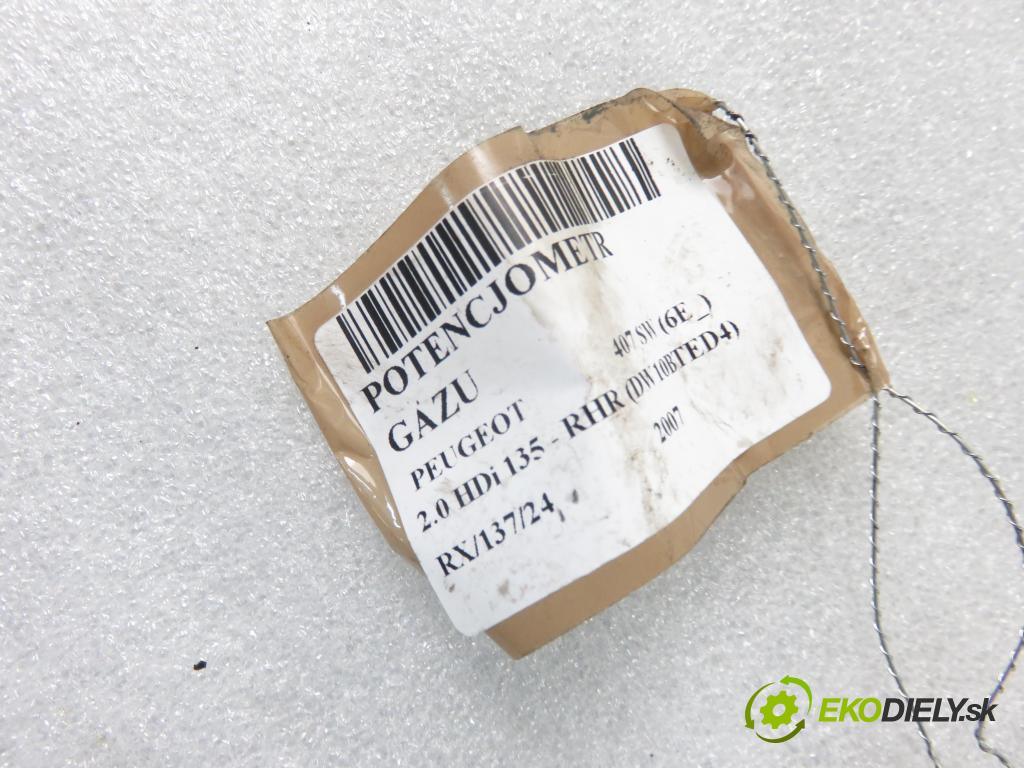 POTENCJOMETR
GAZU
PEUGEOT 407 SW (6E_)
2.0 HDi 135 - RHR (DW10BTED4)
RX/137/24 2007
EKODIELY.sk